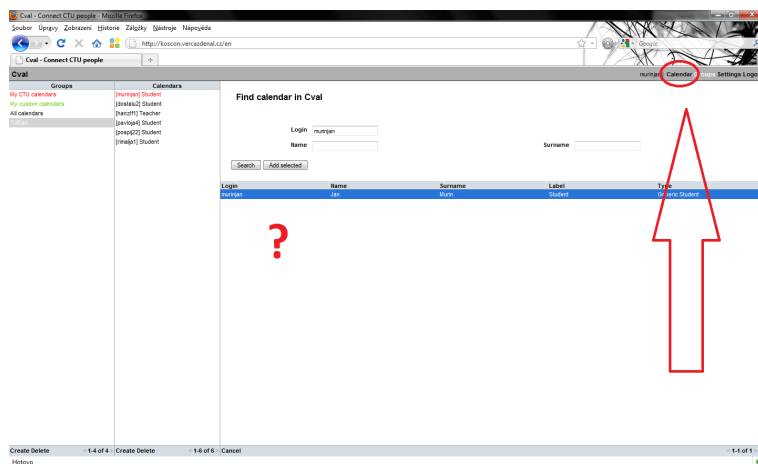 Cval - Connect CTU people - Mozilla Firefox
Soubor Úpravy Zobrazení Historie Záložky Nástroje Nápověda
http://koscon.vercazdenal.cz/en
Google
Cval - Connect CTU people
Cval
murinjan Calendar Groups Settings Logo
Groups
Calendars
My CTU calendars
[murinjan] Student
My custom calendars
[dostalu2] Student
All calendars
[hanzlf1] Teacher
[pavloja4] Student
[pospij22] Student
[rimalja1] Student
Find calendar in Cval
Login murinjan
Name
Surname
Search Add selected
Login Name Surname Label Type
murinjan Jan Murin Student Generic Student
?
Create Delete < 1-4 of 4 >
Create Delete < 1-6 of 6 >
Cancel < 1-1 of 1 >
Hotovo